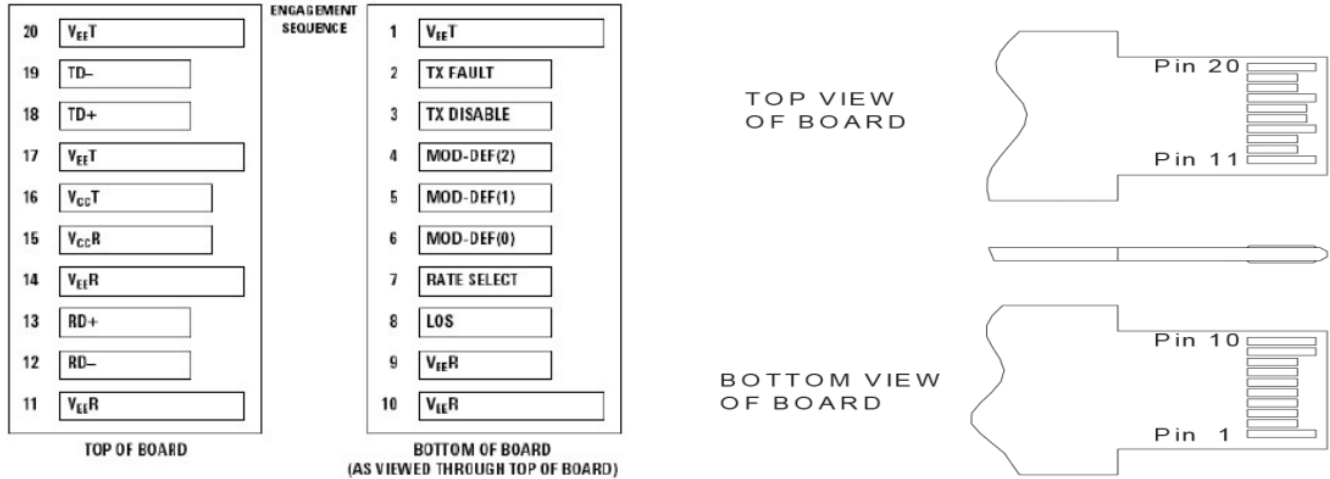 ENGAGEMENT
SEQUENCE
20 VEET
19 TD–
18 TD+
17 VEET
16 VCCT
15 VCCR
14 VEER
13 RD+
12 RD–
11 VEER
TOP OF BOARD
1 VEET
2 TX FAULT
3 TX DISABLE
4 MOD-DEF(2)
5 MOD-DEF(1)
6 MOD-DEF(0)
7 RATE SELECT
8 LOS
9 VEER
10 VEER
BOTTOM OF BOARD
(AS VIEWED THROUGH TOP OF BOARD)
TOP VIEW
OF BOARD
Pin 20
Pin 11
BOTTOM VIEW
OF BOARD
Pin 10
Pin 1